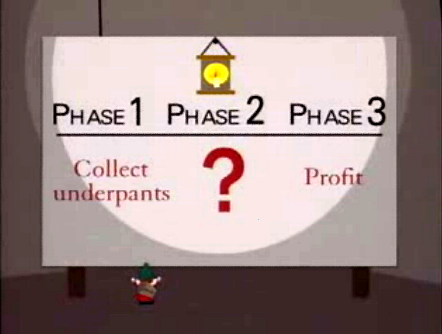 PHASE 1 PHASE 2 PHASE 3
Collect ? Profit
underpants